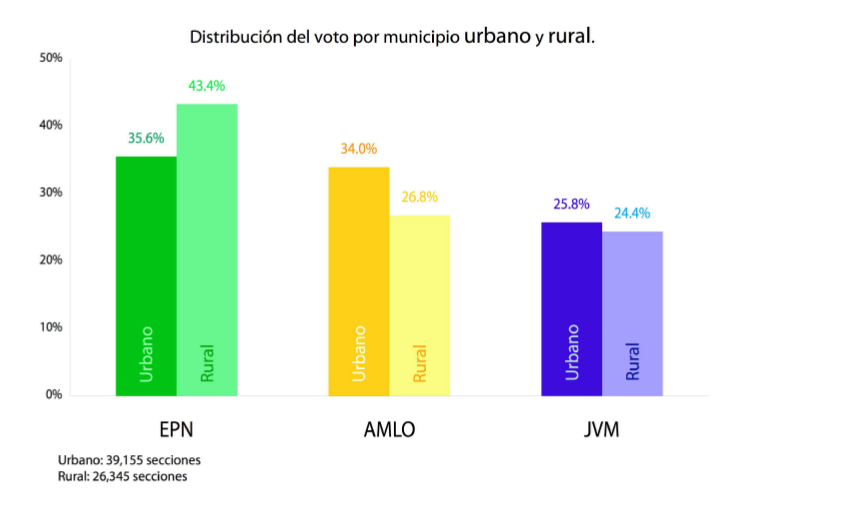 Distribución del voto por municipio urbano y rural.
50%
40%
30%
20%
10%
0%
35.6%
43.4%
34.0%
26.8%
25.8%
24.4%
Urbano
Rural
Urbano
Rural
Urbano
Rural
EPN
AMLO
JVM
Urbano: 39,155 secciones
Rural: 26,345 secciones